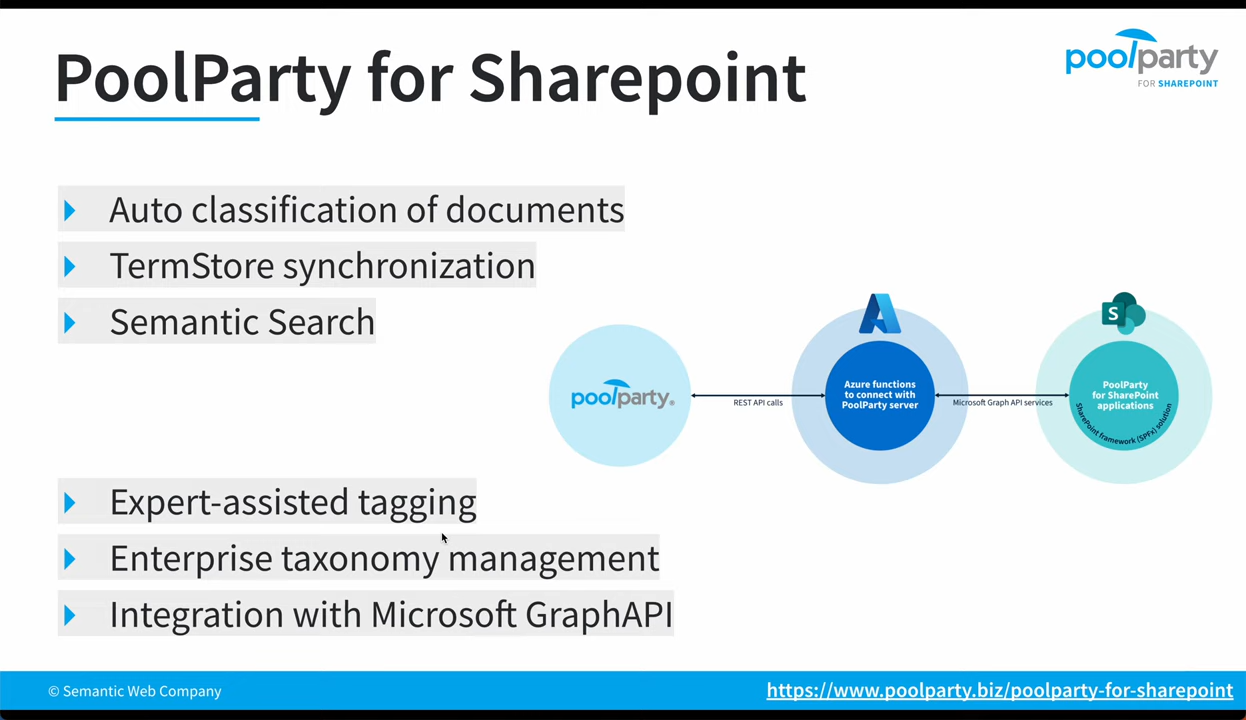 PoolParty for Sharepoint
poolparty
FOR SHAREPOINT
Auto classification of documents
TermStore synchronization
Semantic Search
S
poolparty®
REST API calls
Azure functions
to connect with
PoolParty server
Microsoft Graph API services
PoolParty
for SharePoint
applications
SharePoint framework (SPFx) solution
Expert-assisted tagging
Enterprise taxonomy management
Integration with Microsoft GraphAPI
© Semantic Web Company
https://www.poolparty.biz/poolparty-for-sharepoint